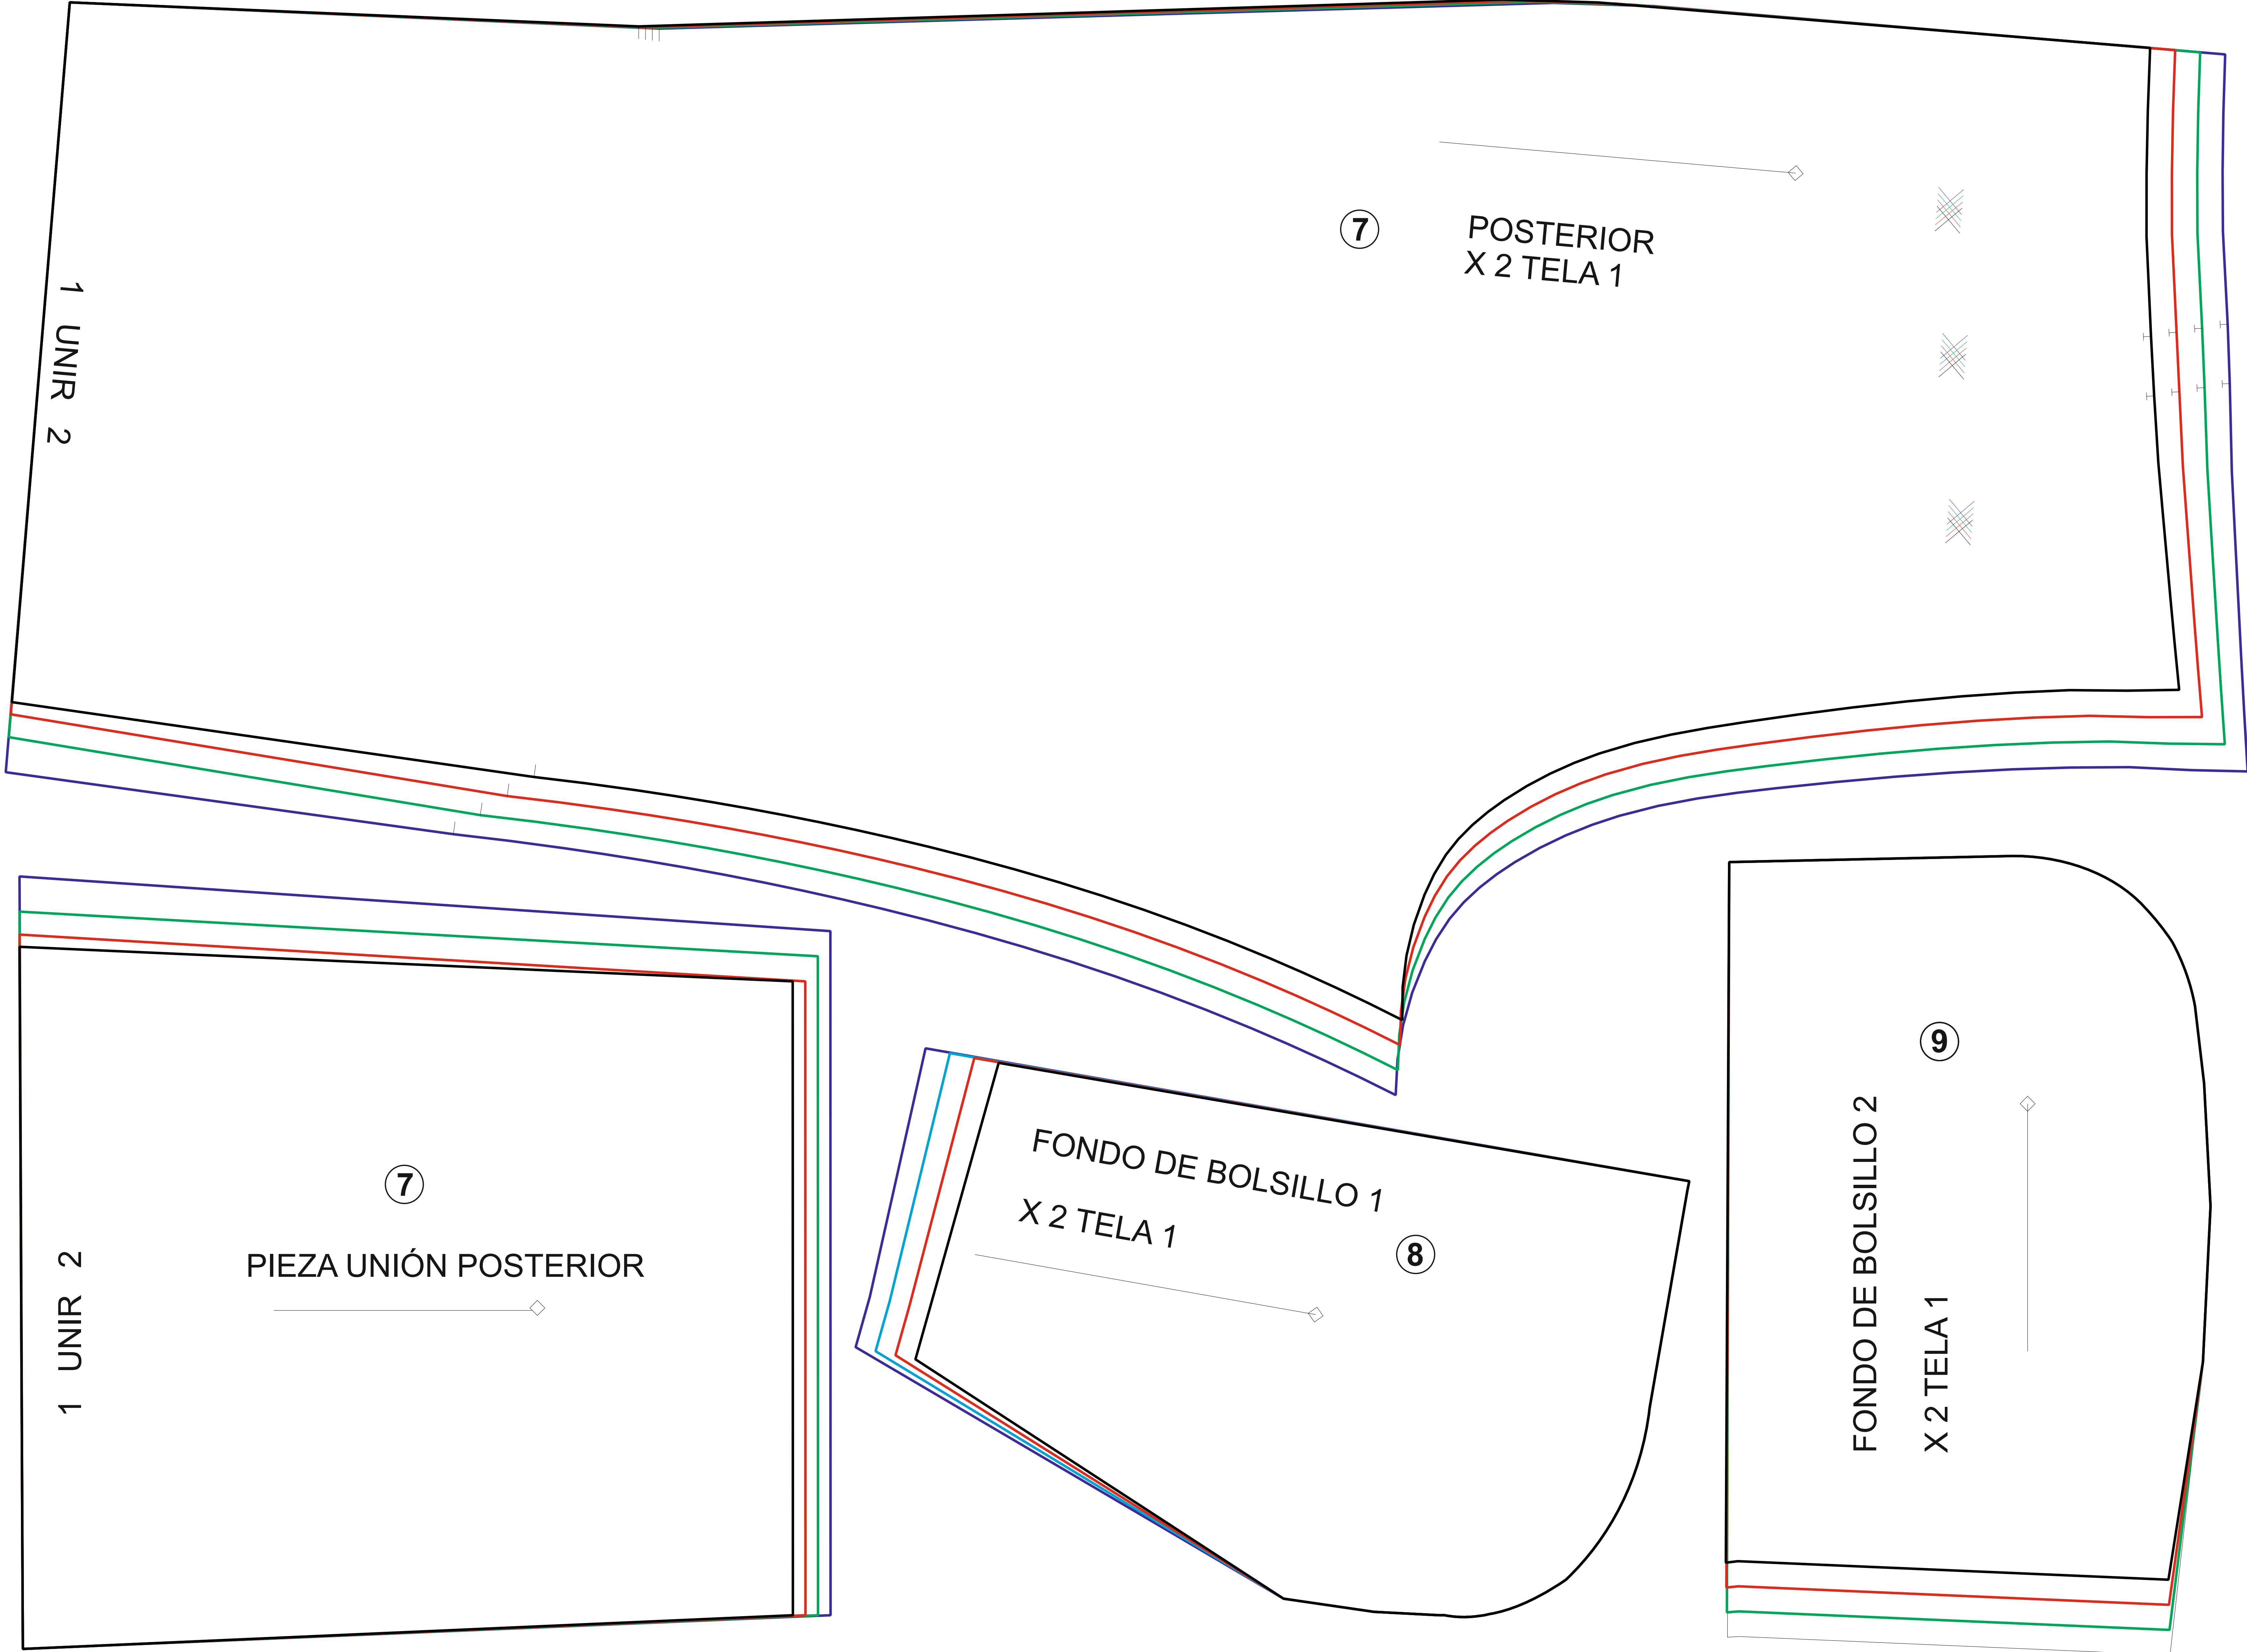 7
POSTERIOR
X 2 TELA 1
1 UNIR 2
7
PIEZA UNIÓN POSTERIOR
1 UNIR 2
FONDO DE BOLSILLO 1
X 2 TELA 1
8
9
FONDO DE BOLSILLO 2
X 2 TELA 1